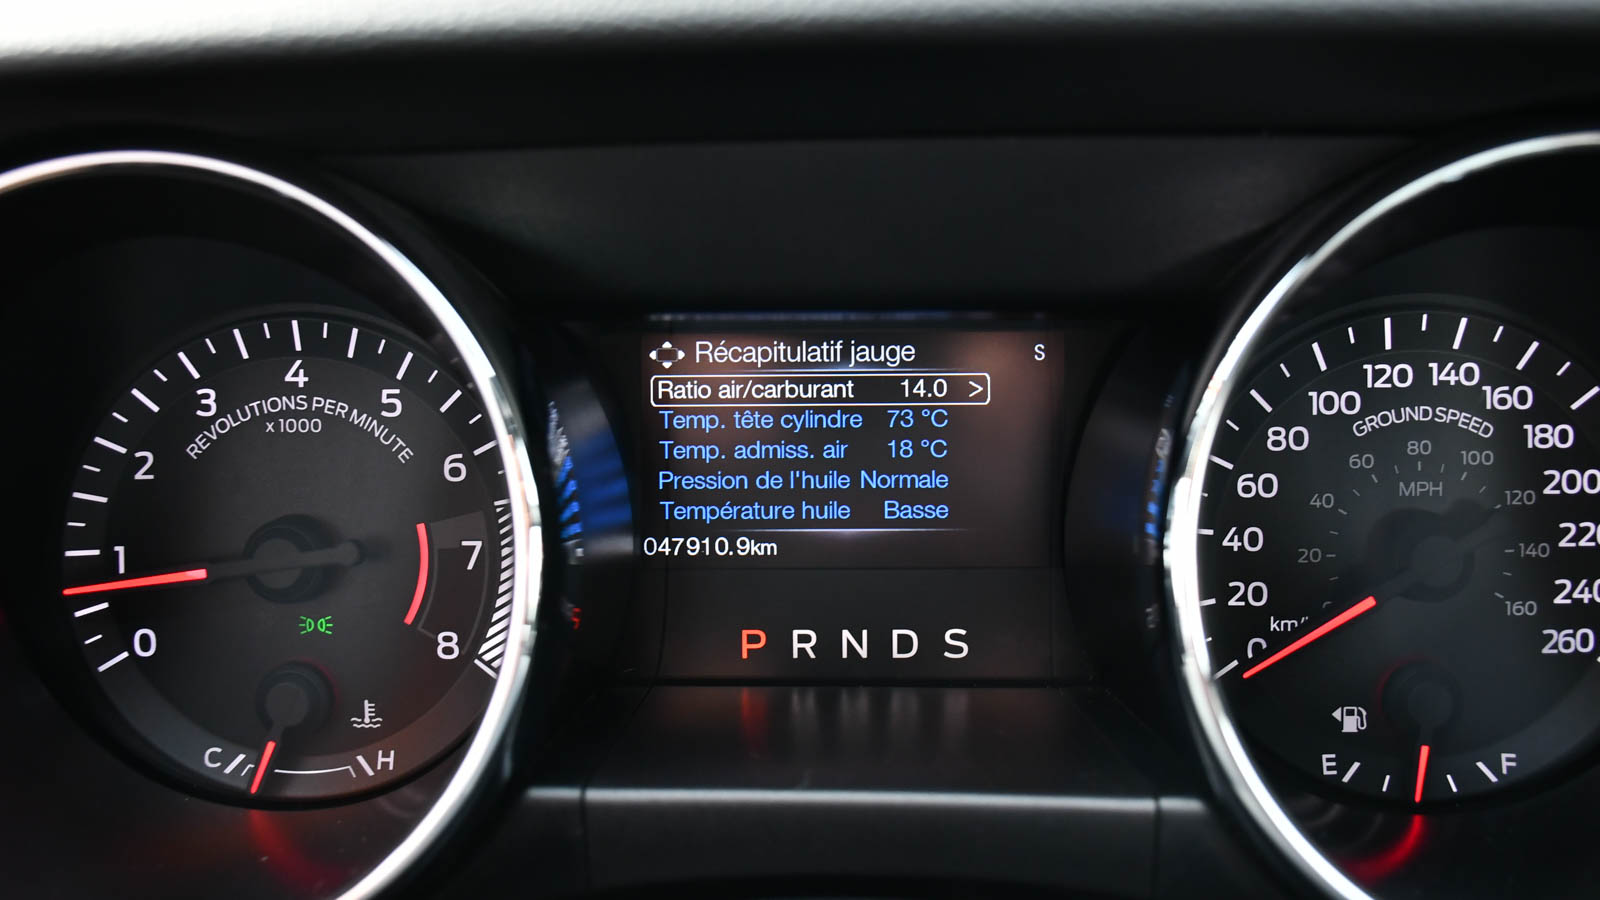 Récapitulatif jauge S
Ratio air/carburant 14.0 >
Temp. tête cylindre 73 °C
Temp. admiss. air 18 °C
Pression de l'huile Normale
Température huile Basse
047910.9km
P R N D S
0 1 2 3 4 5 6 7 8
REVOLUTIONS PER MINUTE
x 1000
C H
0 20 40 60 80 100 120 140 160 180 200 240 260
GROUND SPEED
20 40 60 80 100 120 140 160
MPH
E F